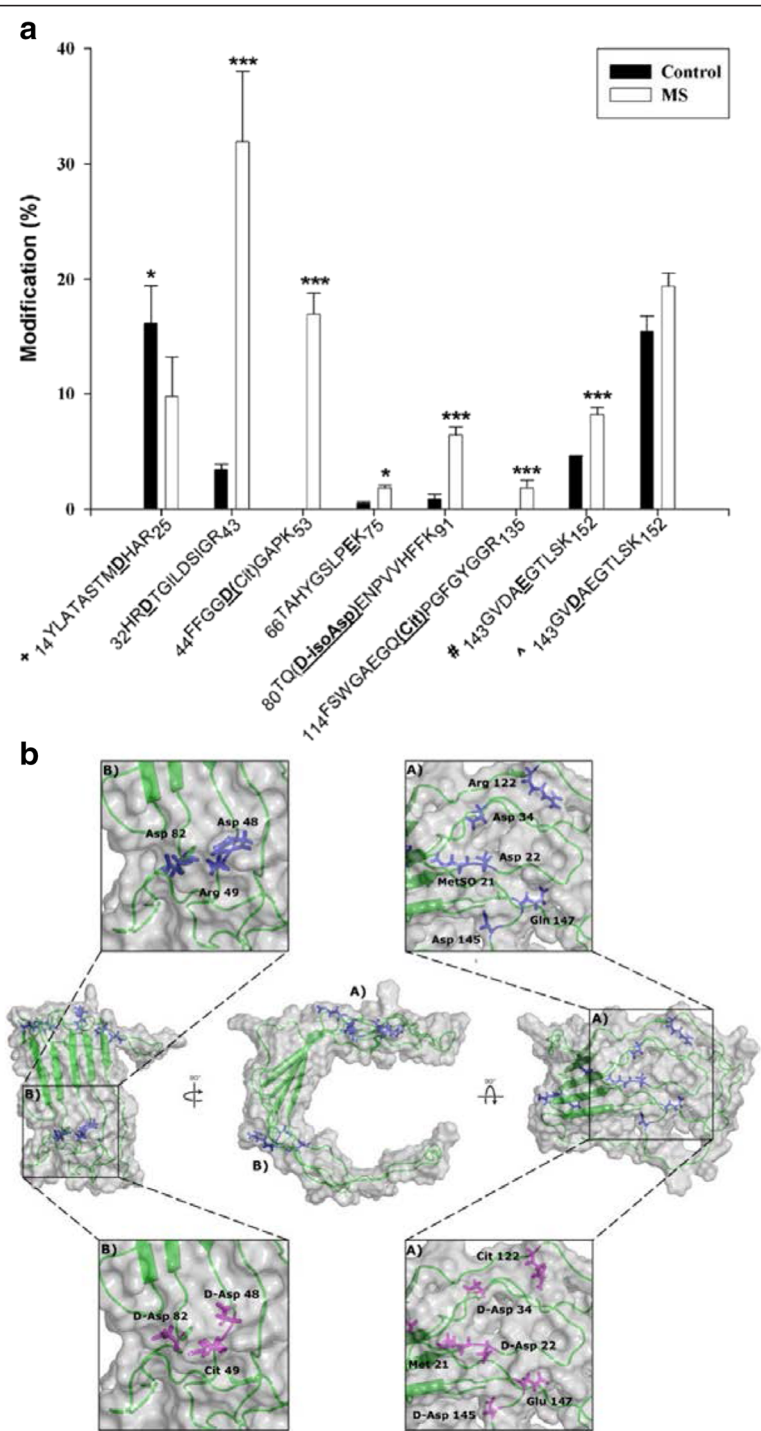 a
40
30
20
10
0
Modification (%)
Control
MS
*
***
***
*
***
***
***
* 14YLATASTMDHAR25
32HRDTGILDSIGR43
44FFGGD(Cit)GAPK53
66TAHYGSLPEK75
80TQ(D-isoAsp)ENPVVHFFK91
114FSWGAEGQ(Cit)PGFGYGGR135
# 143GVDAEGTLSK152
^ 143GVDAEGTLSK152
b
B)
Asp 82
Asp 48
Arg 49
A)
Arg 122
Asp 34
Asp 22
MetSO 21
Gln 147
Asp 145
B)
A)
B)
90°
90°
A)
B)
D-Asp 48
D-Asp 82
Cit 49
A)
Cit 122
D-Asp 34
D-Asp 22
Met 21
Glu 147
D-Asp 145